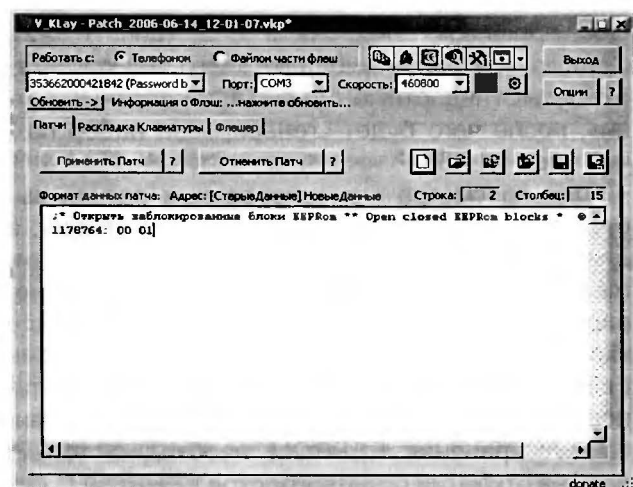 V_KLay - Patch_2006-06-14_12-01-07.vkp*
Работать с: Телефоном Файлом части флеш Выход
353662000421842 (Password b Порт: COM3 Скорость: 460800 Опции ?
Обновить -> Информация о Флэш: ...нажмите обновить...
Патчи Раскладка Клавиатуры Флешер
Применить Патч ? Отменить Патч ?
Формат данных патча: Адрес: [СтарыеДанные] НовыеДанные Строка: 2 Столбец: 15
;* Открыть заблокированные блоки EEPRom ** Open closed EEPRom blocks *
1178764: 00 01
donate